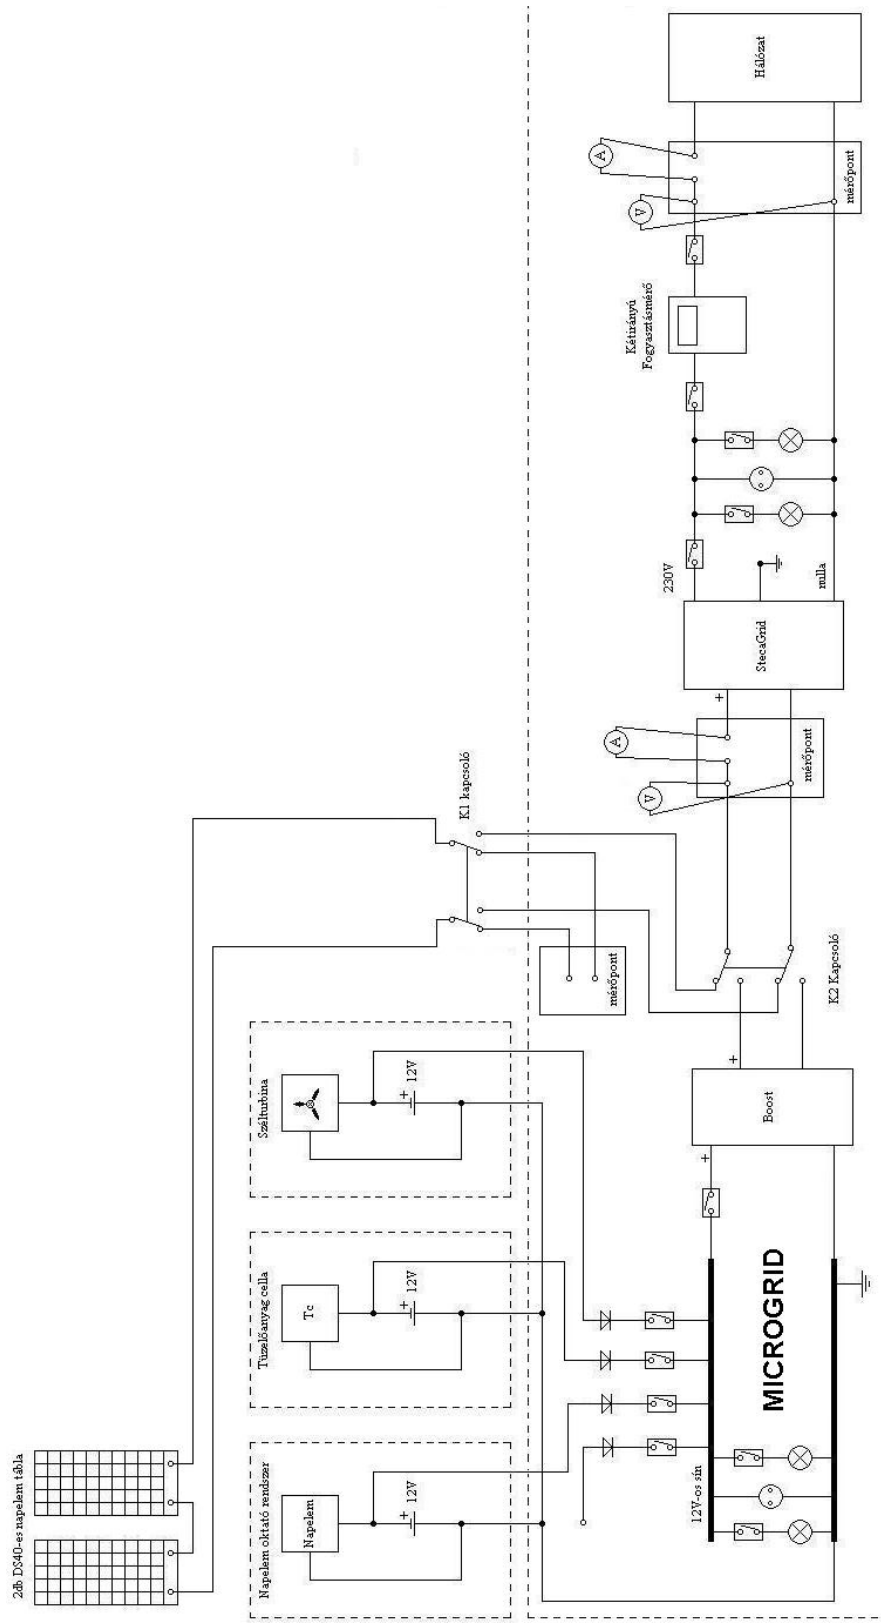 2db DS40-es napelem tábla
Napelem oktató rendszer
Napelem
12V
+
Tüzelőanyag cella
Tc
12V
+
Szélturbina
12V
+
K1 kapcsoló
mérőpont
12V-os sín
MICROGRID
+
Boost
+
K2 Kapcsoló
V
A
mérőpont
+
StecaGrid
230V
nulla
Kétirányú
Fogyasztásmérő
V
A
mérőpont
Hálózat